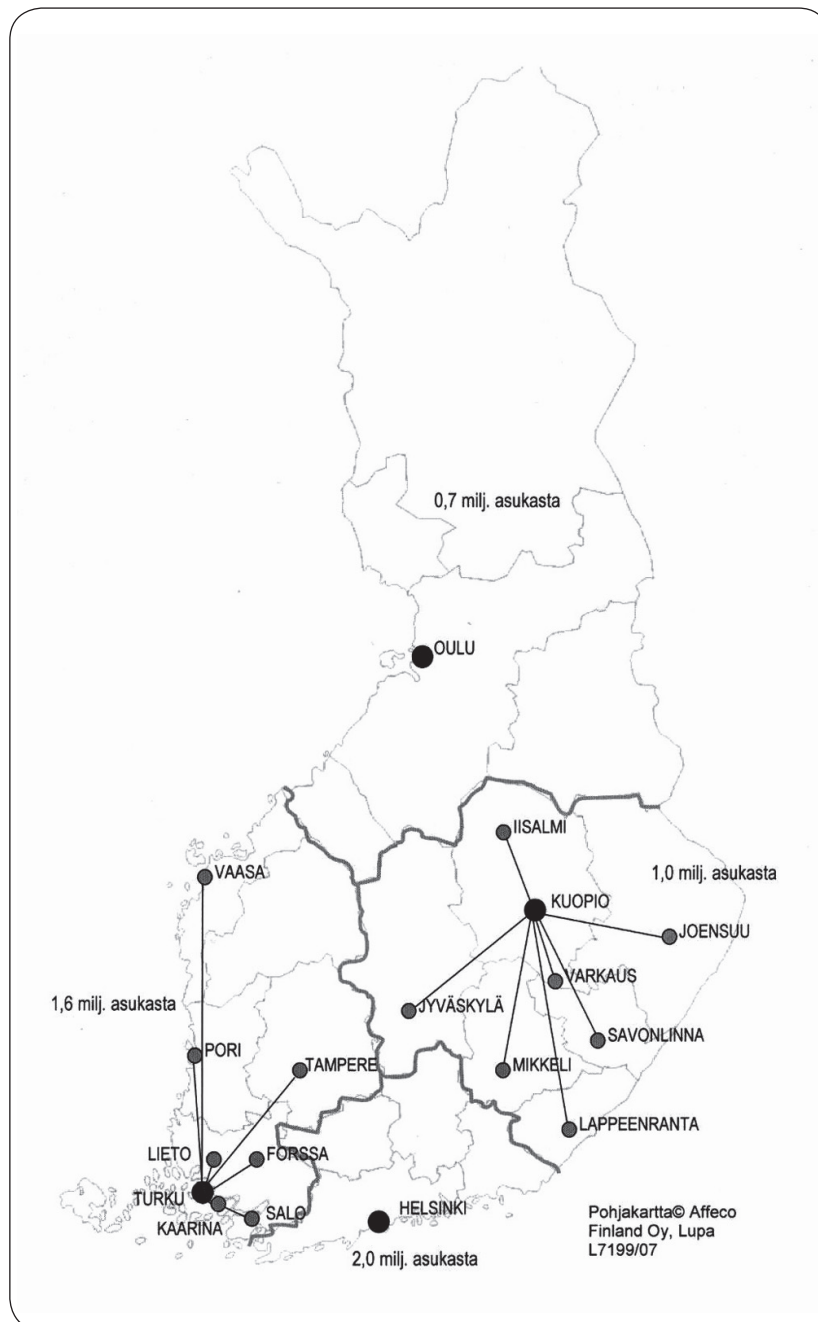 0,7 milj. asukasta
OULU
IISALMI
VAASA
1,0 milj. asukasta
KUOPIO
JOENSUU
VARKAUS
1,6 milj. asukasta
JYVÄSKYLÄ
SAVONLINNA
PORI
TAMPERE
MIKKELI
LAPPEENRANTA
LIETO
FORSSA
TURKU
HELSINKI
SALO
KAARINA
Pohjakartta© Affeco
Finland Oy, Lupa
L7199/07
2,0 milj. asukasta